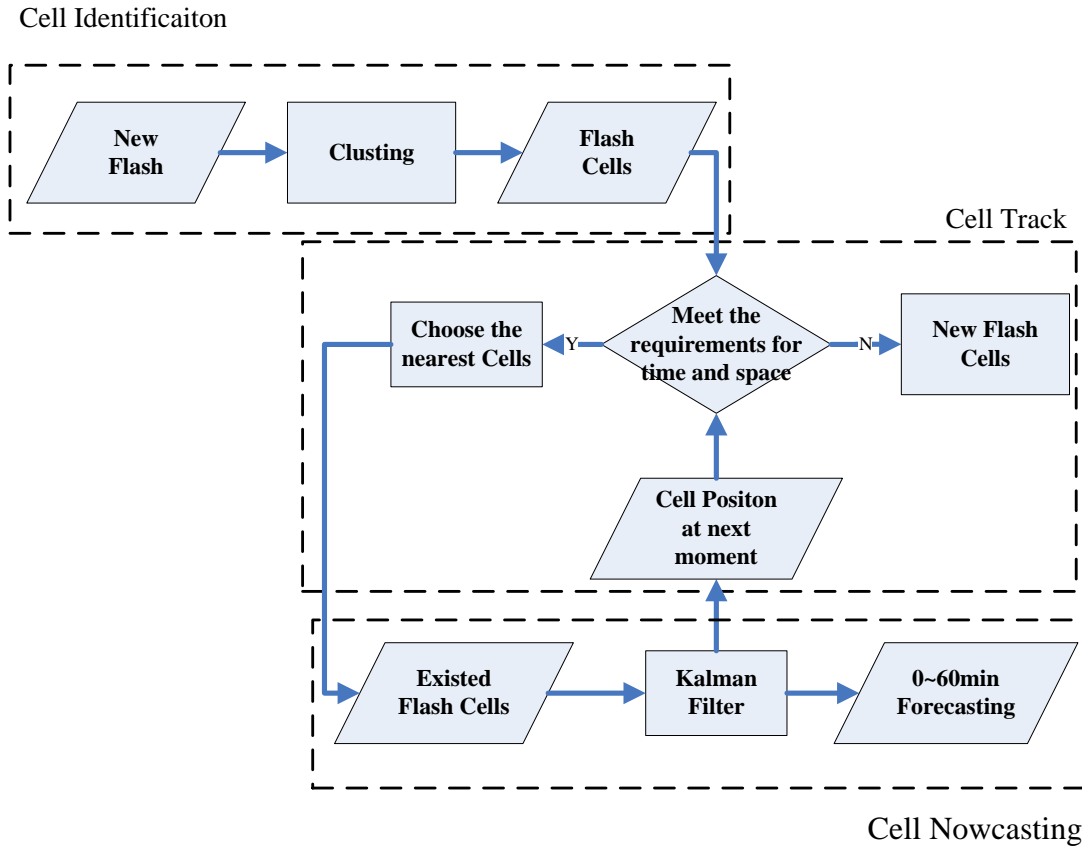 Cell Identificaiton
New
Flash
Clusting
Flash
Cells
Cell Track
Choose the
nearest Cells
Y
Meet the
requirements for
time and space
N
New Flash
Cells
Cell Positon
at next
moment
Existed
Flash Cells
Kalman
Filter
0~60min
Forecasting
Cell Nowcasting